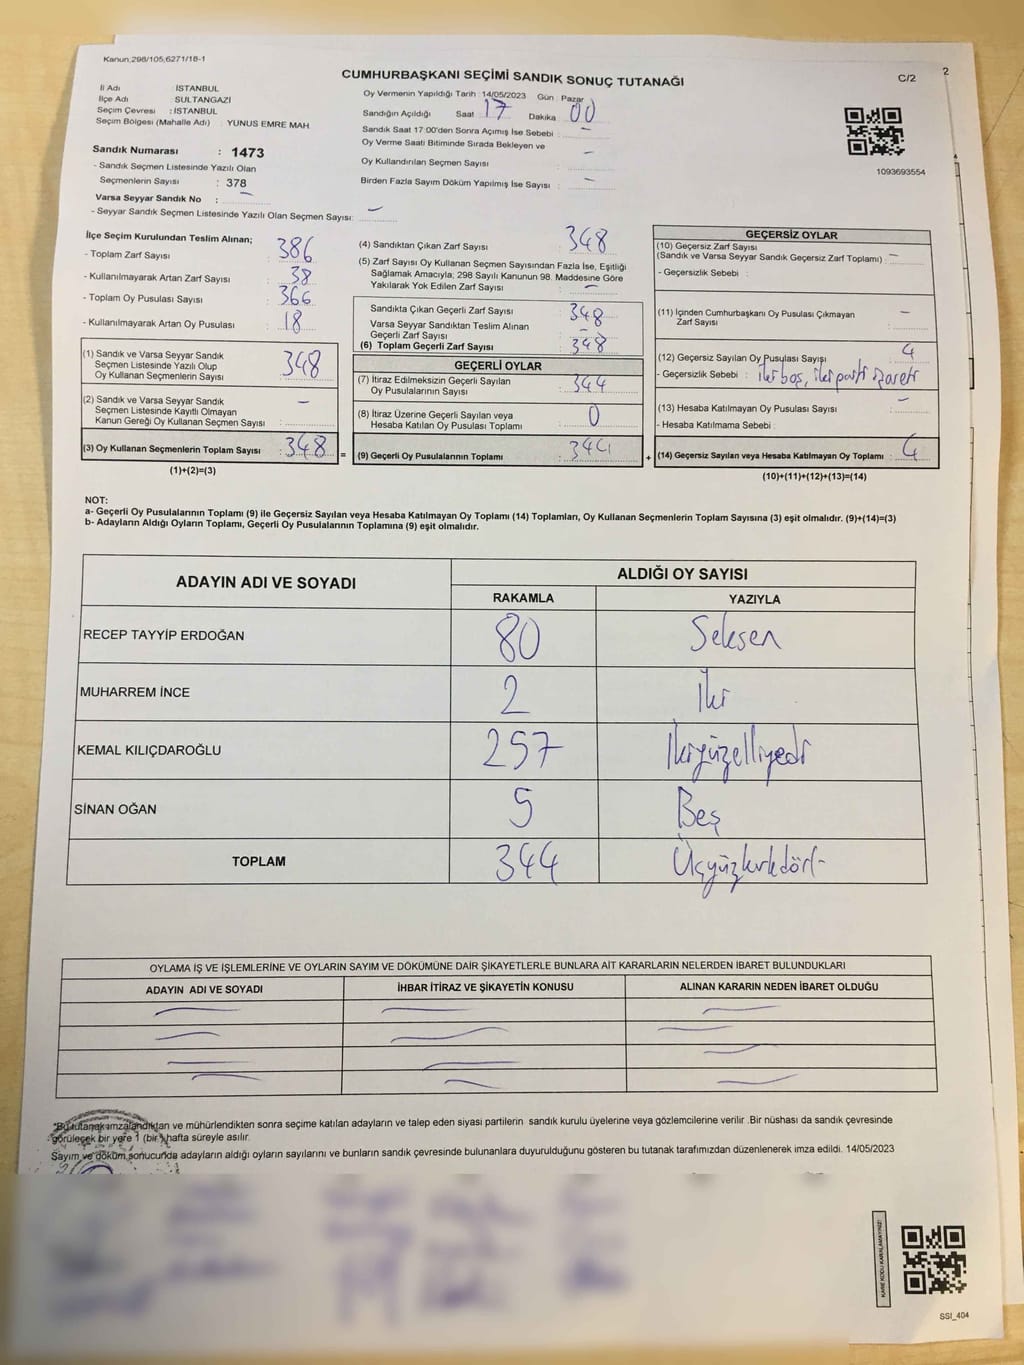 Kanun,298/105,6271/18-1
CUMHURBAŞKANI SEÇİMİ SANDIK SONUÇ TUTANAĞI
C/2
2
İl Adı : İSTANBUL
İlçe Adı : SULTANGAZİ
Seçim Çevresi : İSTANBUL
Seçim Bölgesi (Mahalle Adı) : YUNUS EMRE MAH.
Sandık Numarası : 1473
- Sandık Seçmen Listesinde Yazılı Olan
Seçmenlerin Sayısı : 378
Varsa Seyyar Sandık No : -
- Seyyar Sandık Seçmen Listesinde Yazılı Olan Seçmen Sayısı: -
Oy Vermenin Yapıldığı Tarih : 14/05/2023 Gün : Pazar
Sandığın Açıldığı Saat 17 Dakika 00
Sandık Saat 17:00'den Sonra Açımış İse Sebebi : -
Oy Verme Saati Bitiminde Sırada Bekleyen ve
Oy Kullandırılan Seçmen Sayısı : -
Birden Fazla Sayım Döküm Yapılmış İse Sayısı : -
1093693554
İlçe Seçim Kurulundan Teslim Alınan;
- Toplam Zarf Sayısı : 386
- Kullanılmayarak Artan Zarf Sayısı : 38
- Toplam Oy Pusulası Sayısı : 366
- Kullanılmayarak Artan Oy Pusulası : 18
(1) Sandık ve Varsa Seyyar Sandık
Seçmen Listesinde Yazılı Olup
Oy Kullanan Seçmenlerin Sayısı : 348
(2) Sandık ve Varsa Seyyar Sandık
Seçmen Listesinde Kayıtlı Olmayan
Kanun Gereği Oy Kullanan Seçmen Sayısı : -
(3) Oy Kullanan Seçmenlerin Toplam Sayısı : 348
(1)+(2)=(3)
(4) Sandıktan Çıkan Zarf Sayısı : 348
(5) Zarf Sayısı Oy Kullanan Seçmen Sayısından Fazla İse, Eşitliği
Sağlamak Amacıyla; 298 Sayılı Kanunun 98. Maddesine Göre
Yakılarak Yok Edilen Zarf Sayısı : -
Sandıkta Çıkan Geçerli Zarf Sayısı : 348
Varsa Seyyar Sandıktan Teslim Alınan
Geçerli Zarf Sayısı : -
(6) Toplam Geçerli Zarf Sayısı : 348
GEÇERLİ OYLAR
(7) İtiraz Edilmeksizin Geçerli Sayılan
Oy Pusulalarının Sayısı : 344
(8) İtiraz Üzerine Geçerli Sayılan veya
Hesaba Katılan Oy Pusulası Toplamı : 0
= (9) Geçerli Oy Pusulalarının Toplamı : 344
GEÇERSİZ OYLAR
(10) Geçersiz Zarf Sayısı
(Sandık ve Varsa Seyyar Sandık Geçersiz Zarf Toplamı) : -
- Geçersizlik Sebebi :
(11) İçinden Cumhurbaşkanı Oy Pusulası Çıkmayan
Zarf Sayısı : -
(12) Geçersiz Sayılan Oy Pusulası Sayısı : 4
- Geçersizlik Sebebi : iki boş, iki parti işareti
(13) Hesaba Katılmayan Oy Pusulası Sayısı : -
- Hesaba Katılmama Sebebi :
+ (14) Geçersiz Sayılan veya Hesaba Katılmayan Oy Toplamı : 4
(10)+(11)+(12)+(13)=(14)
NOT:
a- Geçerli Oy Pusulalarının Toplamı (9) ile Geçersiz Sayılan veya Hesaba Katılmayan Oy Toplamı (14) Toplamları, Oy Kullanan Seçmenlerin Toplam Sayısına (3) eşit olmalıdır. (9)+(14)=(3)
b- Adayların Aldığı Oyların Toplamı, Geçerli Oy Pusulalarının Toplamına (9) eşit olmalıdır.
ADAYIN ADI VE SOYADI
ALDIĞI OY SAYISI
RAKAMLA YAZIYLA
RECEP TAYYİP ERDOĞAN 80 Seksen
MUHARREM İNCE 2 İki
KEMAL KILIÇDAROĞLU 257 İkiyüzelliyedi
SİNAN OĞAN 5 Beş
TOPLAM 344 Üçyüzkırkdört
OYLAMA İŞ VE İŞLEMLERİNE VE OYLARIN SAYIM VE DÖKÜMÜNE DAİR ŞİKAYETLERLE BUNLARA AİT KARARLARIN NELERDEN İBARET BULUNDUKLARI
ADAYIN ADI VE SOYADI İHBAR İTİRAZ VE ŞİKAYETİN KONUSU ALINAN KARARIN NEDEN İBARET OLDUĞU
*Bu tutanak imzalandıktan ve mühürlendikten sonra seçime katılan adayların ve talep eden siyasi partilerin sandık kurulu üyelerine veya gözlemcilerine verilir .Bir nüshası da sandık çevresinde
görülecek bir yere 1 (bir ) hafta süreyle asılır.
Sayım ve döküm sonucunda adayların aldığı oyların sayılarını ve bunların sandık çevresinde bulunanlara duyurulduğunu gösteren bu tutanak tarafımızdan düzenlenerek imza edildi. 14/05/2023
KARE KODU KARALAMAYINIZ!
SSI_404